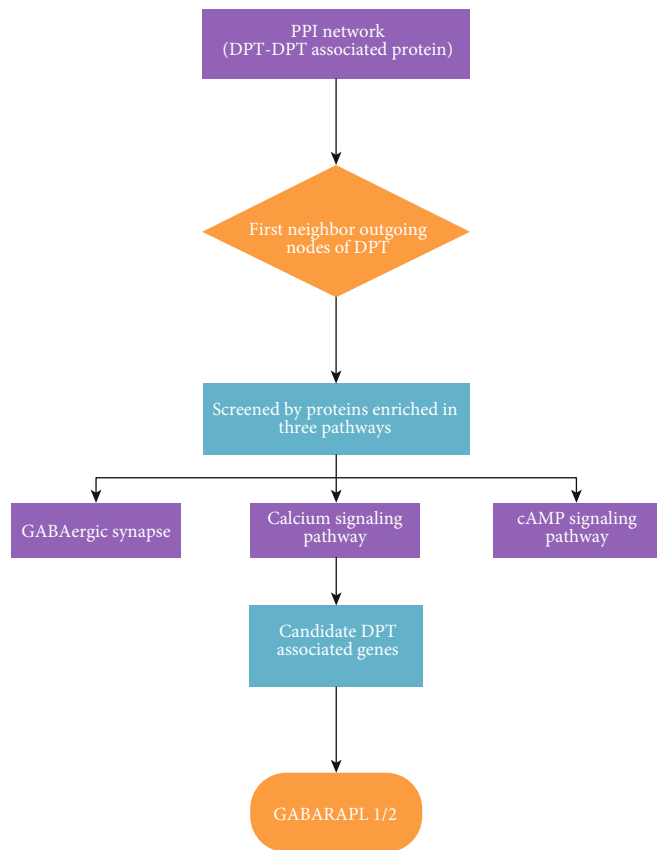 PPI network
(DPT-DPT associated protein)
First neighbor outgoing
nodes of DPT
Screened by proteins enriched in
three pathways
GABAergic synapse
Calcium signaling
pathway
cAMP signaling
pathway
Candidate DPT
associated genes
GABARAPL 1/2